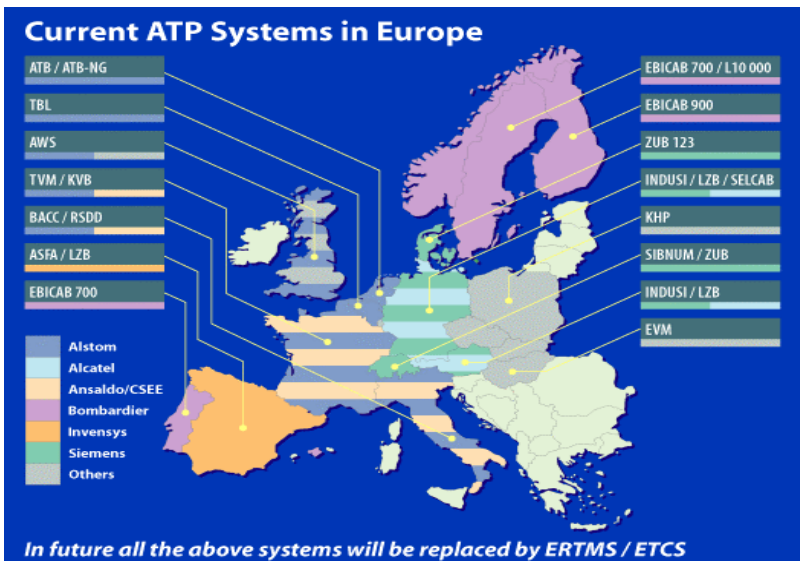 Current ATP Systems in Europe
ATB / ATB-NG
TBL
AWS
TVM / KVB
BACC / RSDD
ASFA / LZB
EBICAB 700
EBICAB 700 / L10 000
EBICAB 900
ZUB 123
INDUSI / LZB / SELCAB
KHP
SIBNUM / ZUB
INDUSI / LZB
EVM
Alstom
Alcatel
Ansaldo/CSEE
Bombardier
Invensys
Siemens
Others
In future all the above systems will be replaced by ERTMS / ETCS